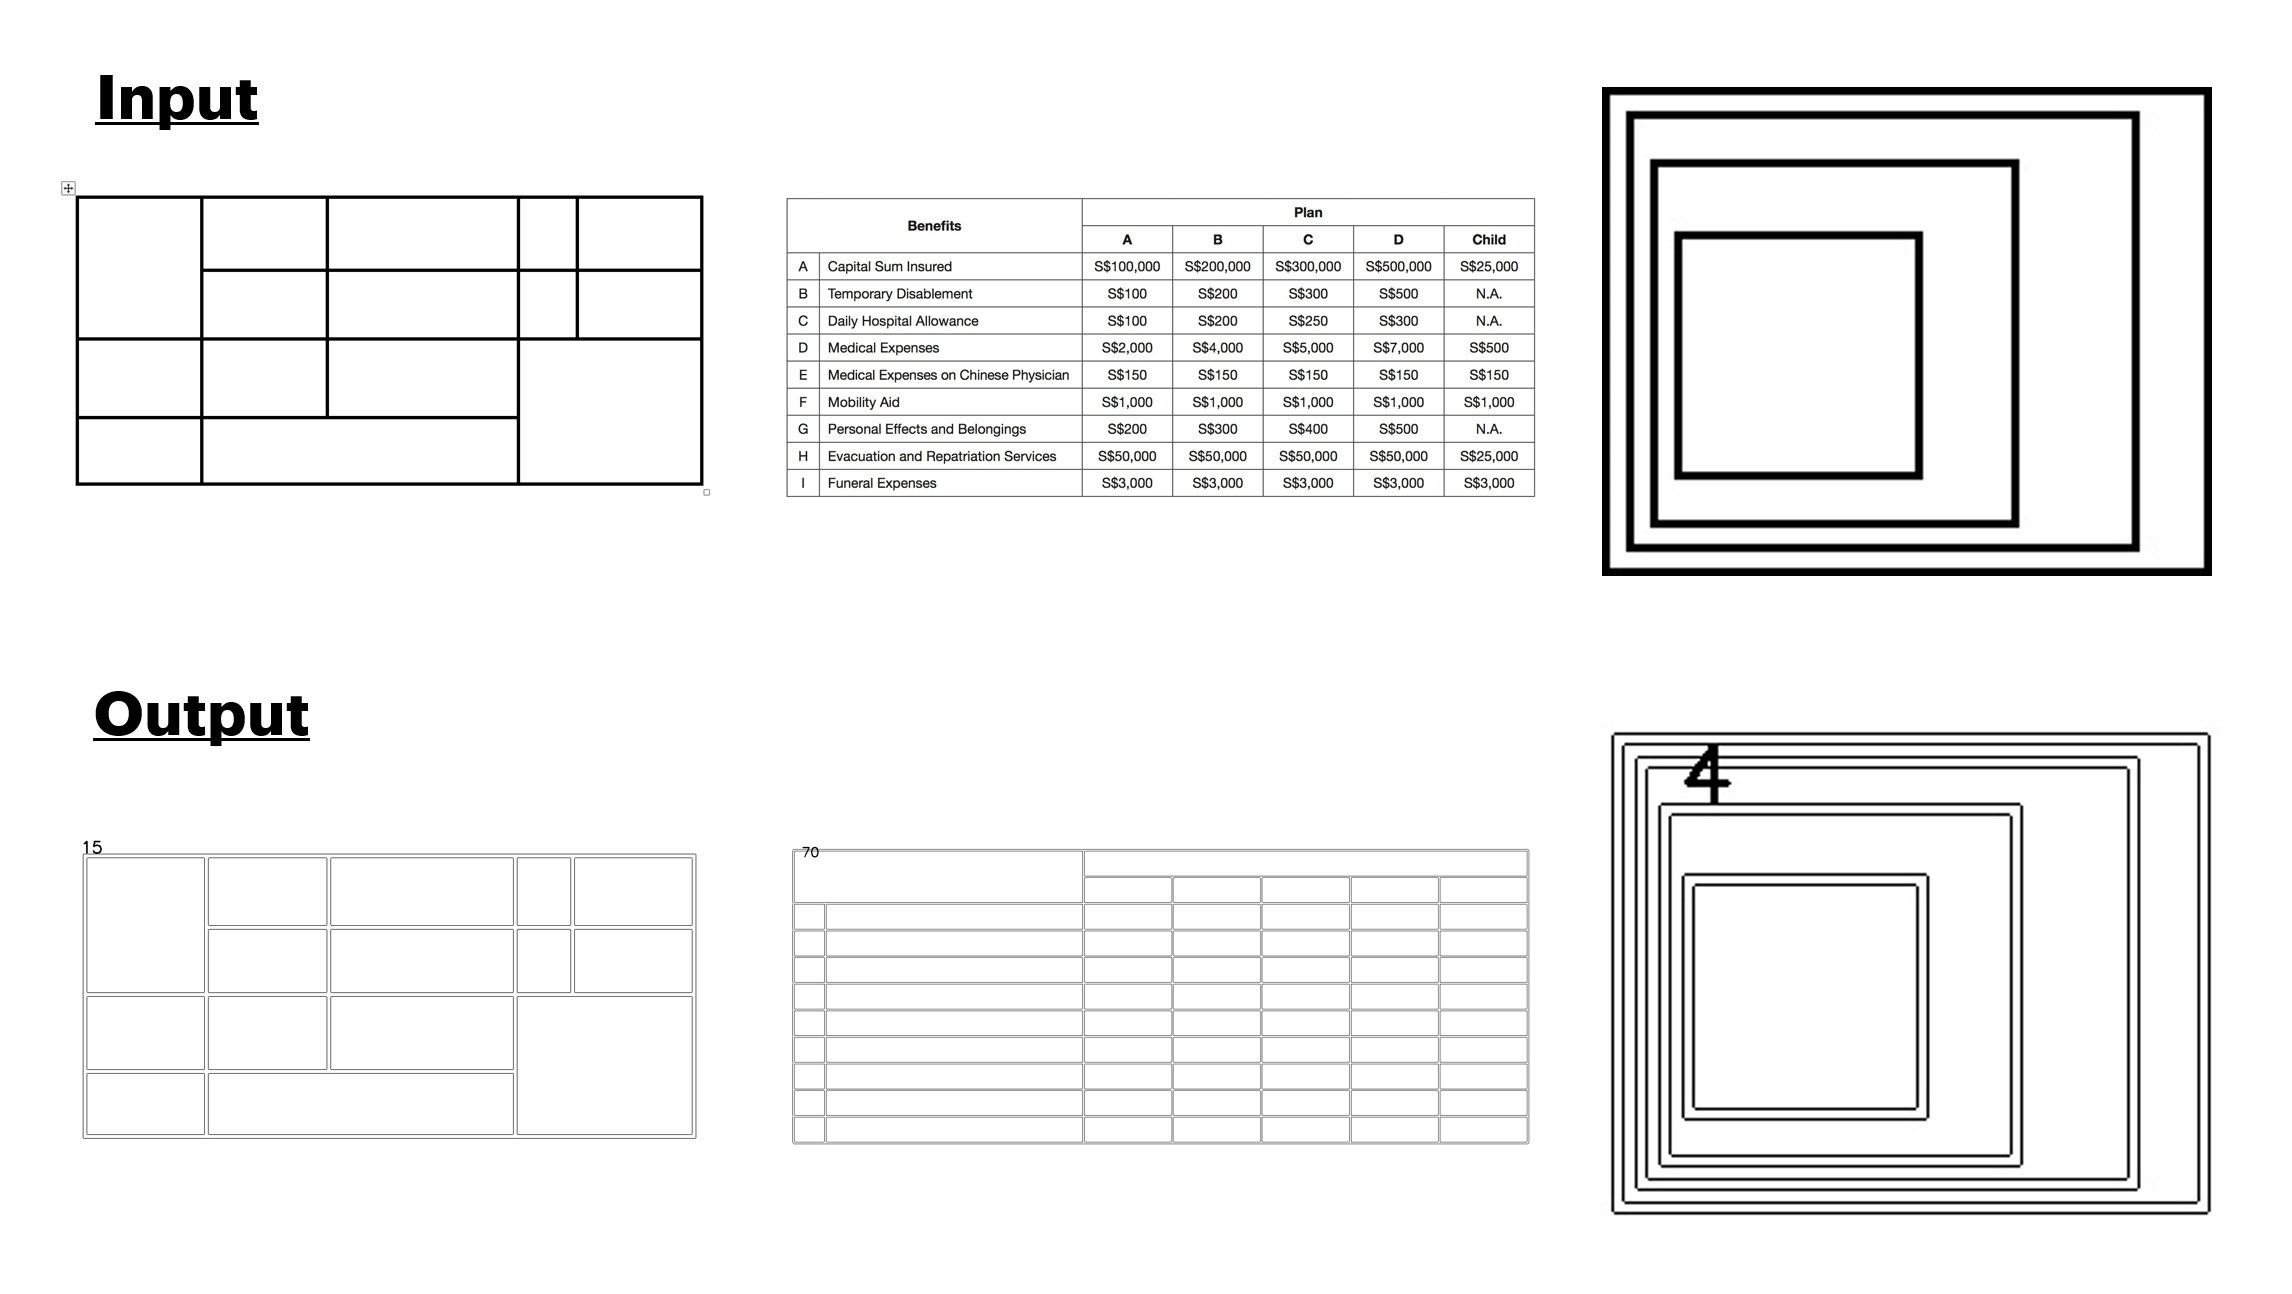 Input
Benefits
Plan
A B C D Child
A Capital Sum Insured S$100,000 S$200,000 S$300,000 S$500,000 S$25,000
B Temporary Disablement S$100 S$200 S$300 S$500 N.A.
C Daily Hospital Allowance S$100 S$200 S$250 S$300 N.A.
D Medical Expenses S$2,000 S$4,000 S$5,000 S$7,000 S$500
E Medical Expenses on Chinese Physician S$150 S$150 S$150 S$150 S$150
F Mobility Aid S$1,000 S$1,000 S$1,000 S$1,000 S$1,000
G Personal Effects and Belongings S$200 S$300 S$400 S$500 N.A.
H Evacuation and Repatriation Services S$50,000 S$50,000 S$50,000 S$50,000 S$25,000
I Funeral Expenses S$3,000 S$3,000 S$3,000 S$3,000 S$3,000
Output
15
70
4